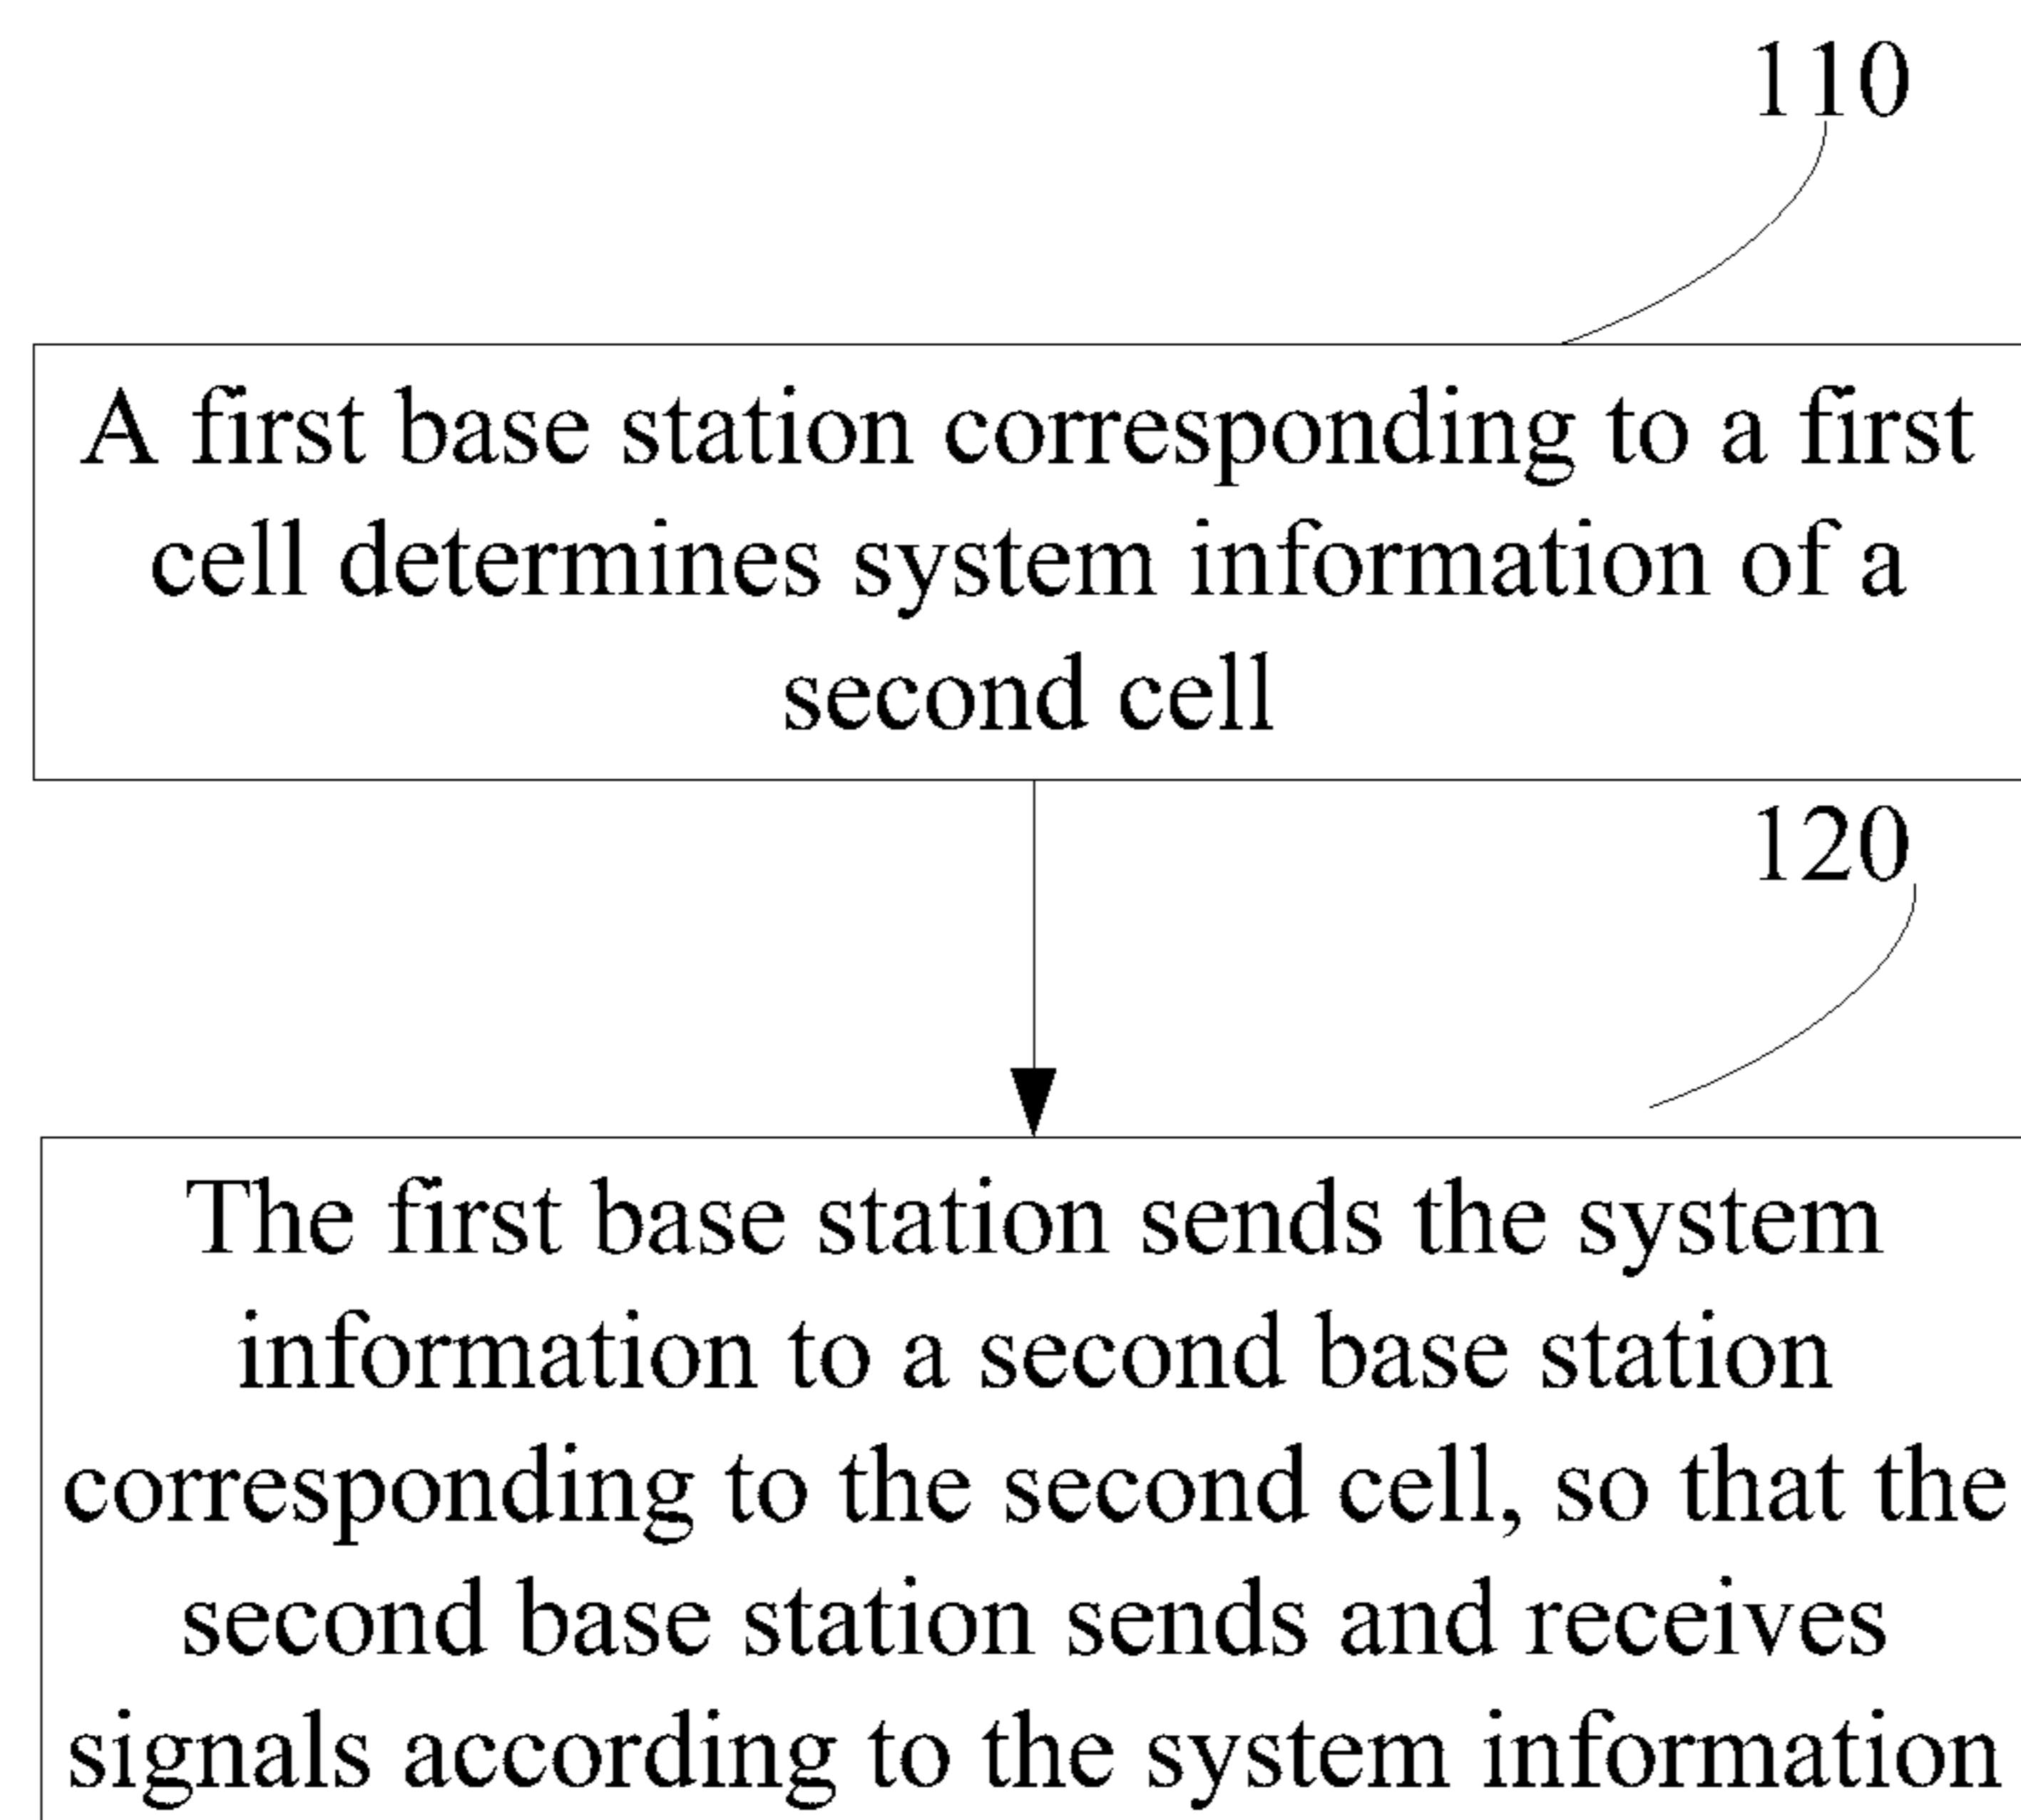 110
A first base station corresponding to a first
cell determines system information of a
second cell
120
The first base station sends the system
information to a second base station
corresponding to the second cell, so that the
second base station sends and receives
signals according to the system information